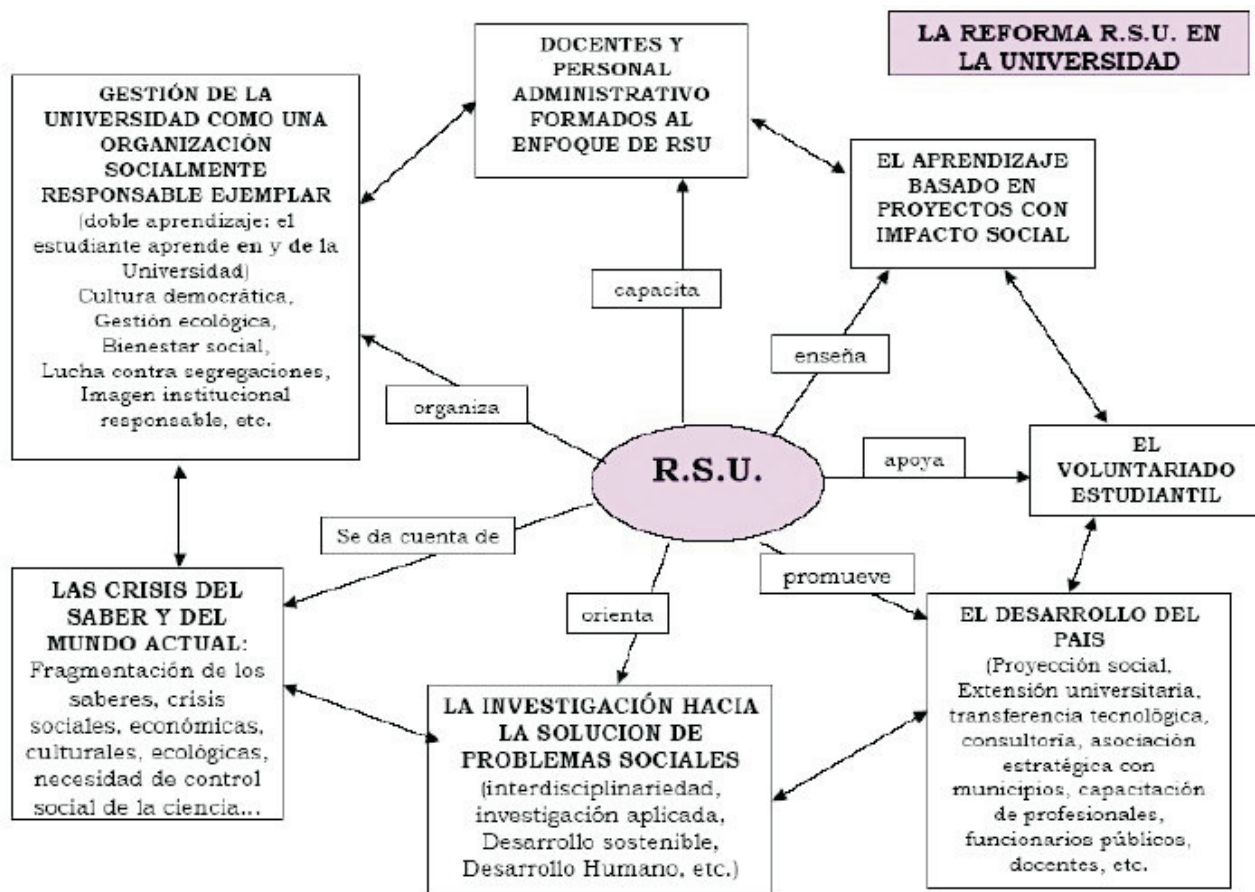 LA REFORMA R.S.U. EN
LA UNIVERSIDAD
DOCENTES Y
PERSONAL
ADMINISTRATIVO
FORMADOS AL
ENFOQUE DE RSU
GESTIÓN DE LA
UNIVERSIDAD COMO UNA
ORGANIZACIÓN
SOCIALMENTE
RESPONSABLE EJEMPLAR
(doble aprendizaje: el
estudiante aprende en y de la
Universidad)
Cultura democrática,
Gestión ecológica,
Bienestar social,
Lucha contra segregaciones,
Imagen institucional
responsable, etc.
EL APRENDIZAJE
BASADO EN
PROYECTOS CON
IMPACTO SOCIAL
capacita
enseña
organiza
R.S.U.
apoya
EL
VOLUNTARIADO
ESTUDIANTIL
Se da cuenta de
promueve
orienta
LAS CRISIS DEL
SABER Y DEL
MUNDO ACTUAL:
Fragmentación de los
saberes, crisis
sociales, económicas,
culturales, ecológicas,
necesidad de control
social de la ciencia...
LA INVESTIGACIÓN HACIA
LA SOLUCION DE
PROBLEMAS SOCIALES
(interdisciplinariedad,
investigación aplicada,
Desarrollo sostenible,
Desarrollo Humano, etc.)
EL DESARROLLO DEL
PAIS
(Proyección social,
Extensión universitaria,
transferencia tecnológica,
consultoría, asociación
estratégica con
municipios, capacitación
de profesionales,
funcionarios públicos,
docentes, etc.